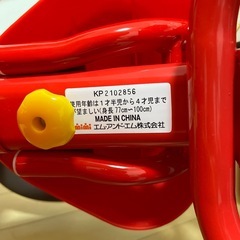 KP2102856
使用年齢は1才半児から4才児まで
が望ましい(身長77cm〜100cm)
MADE IN CHINA
エム・アンド・エム株式会社